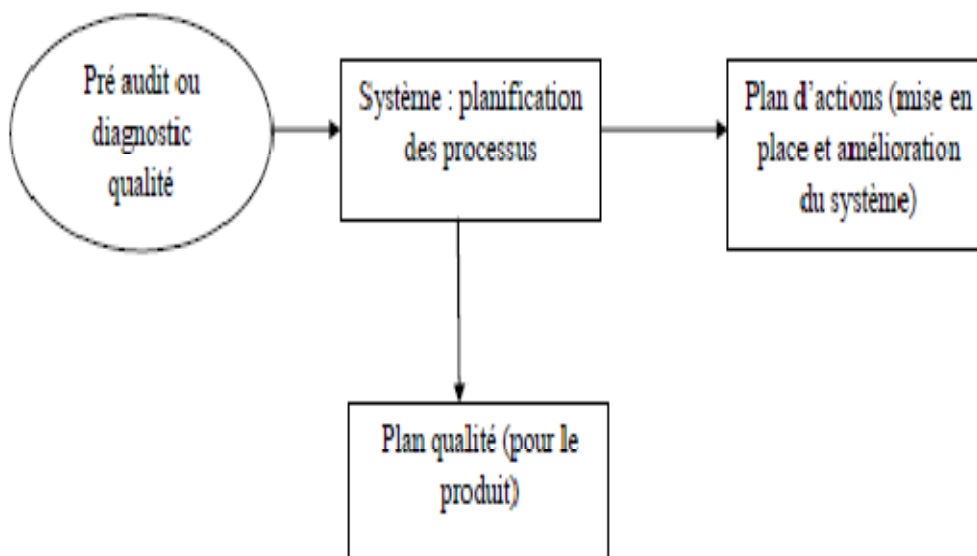 Pré audit ou
diagnostic
qualité
Système : planification
des processus
Plan d’actions (mise en
place et amélioration
du système)
Plan qualité (pour le
produit)